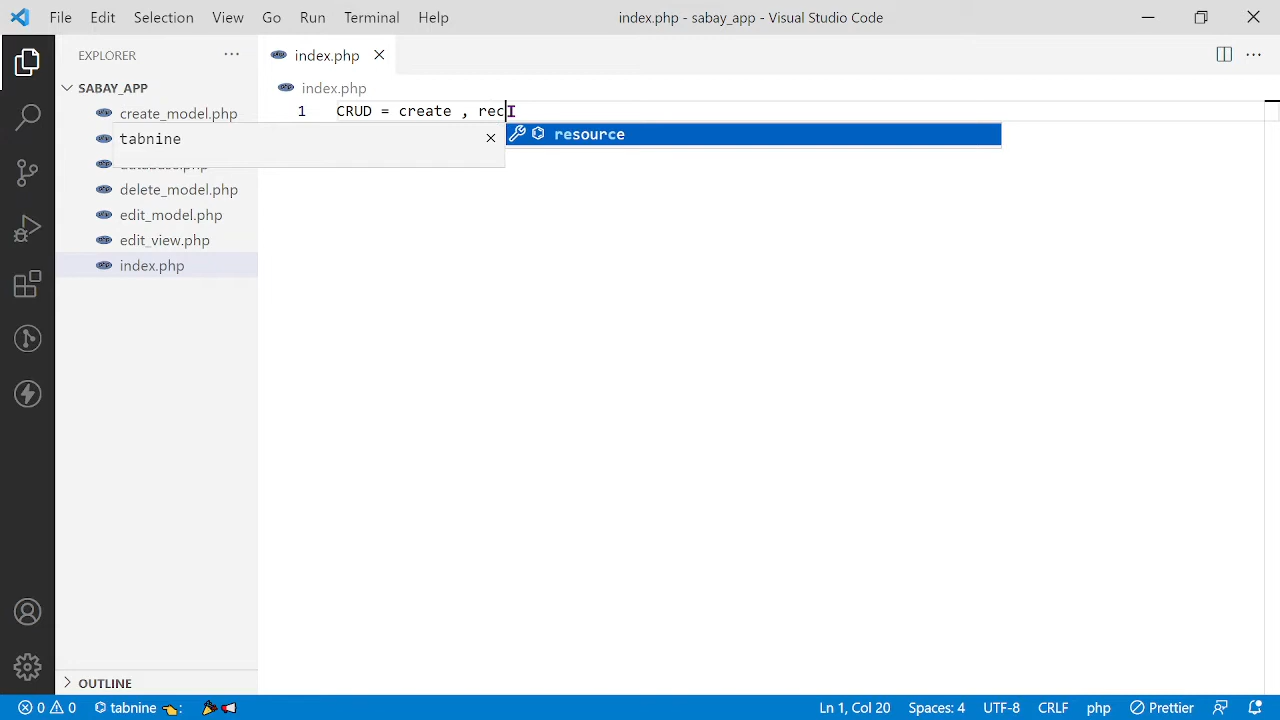 File Edit Selection View Go Run Terminal Help index.php - sabay_app - Visual Studio Code
EXPLORER
index.php
SABAY_APP
index.php
create_model.php
1 CRUD = create , rec
tabnine
resource
delete_model.php
edit_model.php
edit_view.php
index.php
OUTLINE
0 0 tabnine Ln 1, Col 20 Spaces: 4 UTF-8 CRLF php Prettier